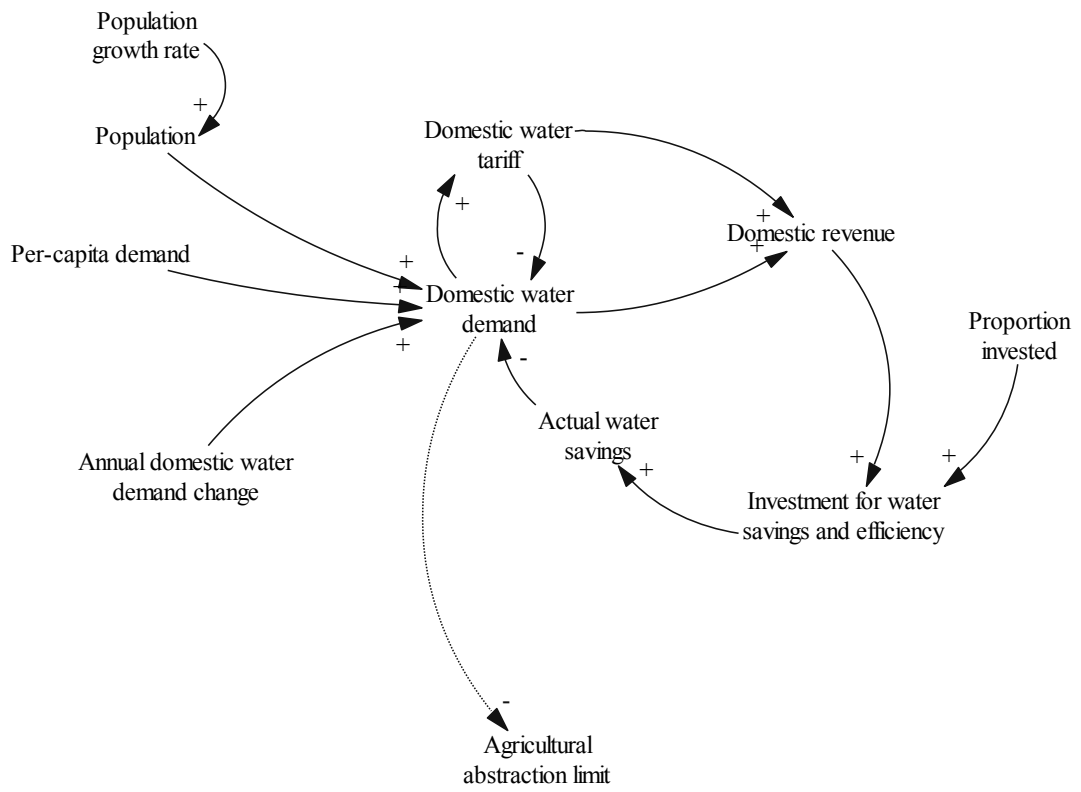 Population
growth rate
+
Population
Domestic water
tariff
+
+
Domestic revenue
+
-
Per-capita demand
+
+
Domestic water
demand
+
-
Proportion
invested
Actual water
savings
+
Annual domestic water
demand change
+
+
Investment for water
savings and efficiency
-
Agricultural
abstraction limit